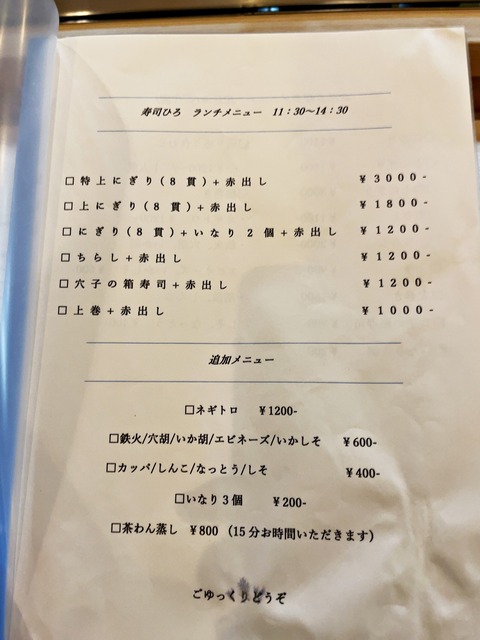 寿司ひろ ランチメニュー 11:30～14:30
□特上にぎり(8貫)+赤出し ¥3000-
□上にぎり(8貫)+赤出し ¥1800-
□にぎり(8貫)+いなり2個+赤出し ¥1200-
□ちらし+赤出し ¥1200-
□穴子の箱寿司+赤出し ¥1200-
□上巻+赤出し ¥1000-
追加メニュー
□ネギトロ ¥1200-
□鉄火/穴胡/いか胡/エビネーズ/いかしそ ¥600-
□カッパ/しんこ/なっとう/しそ ¥400-
□いなり3個 ¥200-
□茶わん蒸し ¥800 (15分お時間いただきます)
ごゆっくりどうぞ